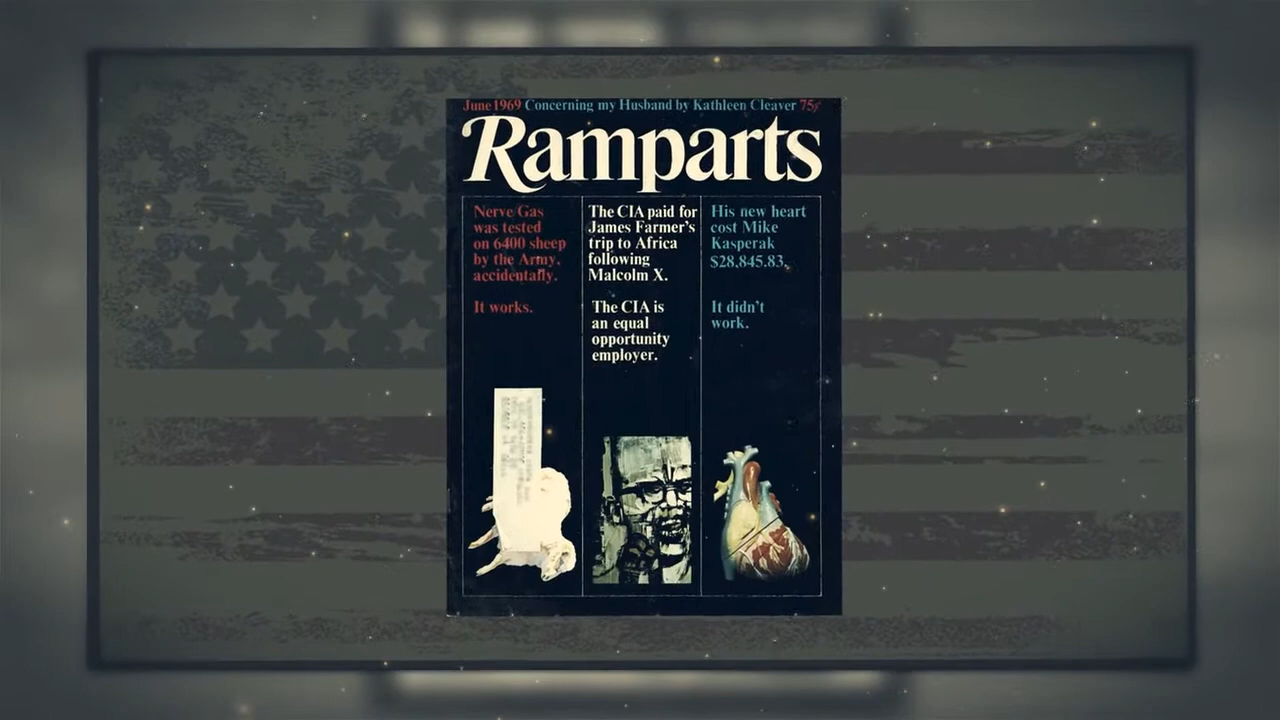 June 1969 Concerning my Husband by Kathleen Cleaver 75¢
Ramparts
Nerve Gas
was tested
on 6400 sheep
by the Army,
accidentally.
It works.
The CIA paid for
James Farmer's
trip to Africa
following
Malcolm X.
The CIA is
an equal
opportunity
employer.
His new heart
cost Mike
Kasperak
$28,845.83.
It didn't
work.